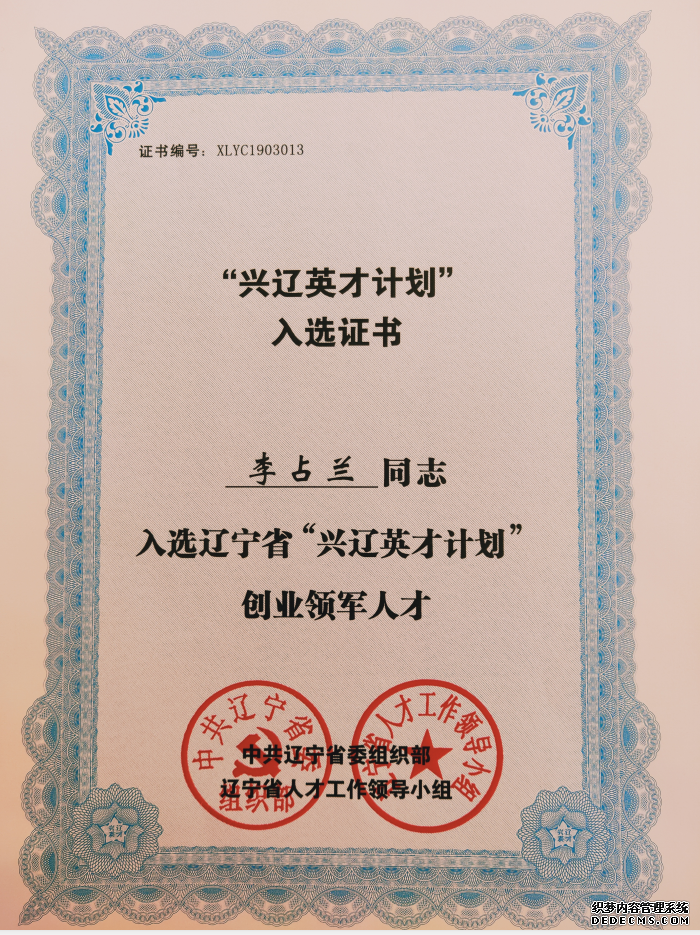 证书编号：XLYC1903013
“兴辽英才计划”
入选证书
李占兰 同志
入选辽宁省“兴辽英才计划”
创业领军人才
中共辽宁省委
组织部
辽宁省人才工作领导小组
中共辽宁省委组织部
辽宁省人才工作领导小组
兴辽
英才
织梦内容管理系统
DEDECMS.COM